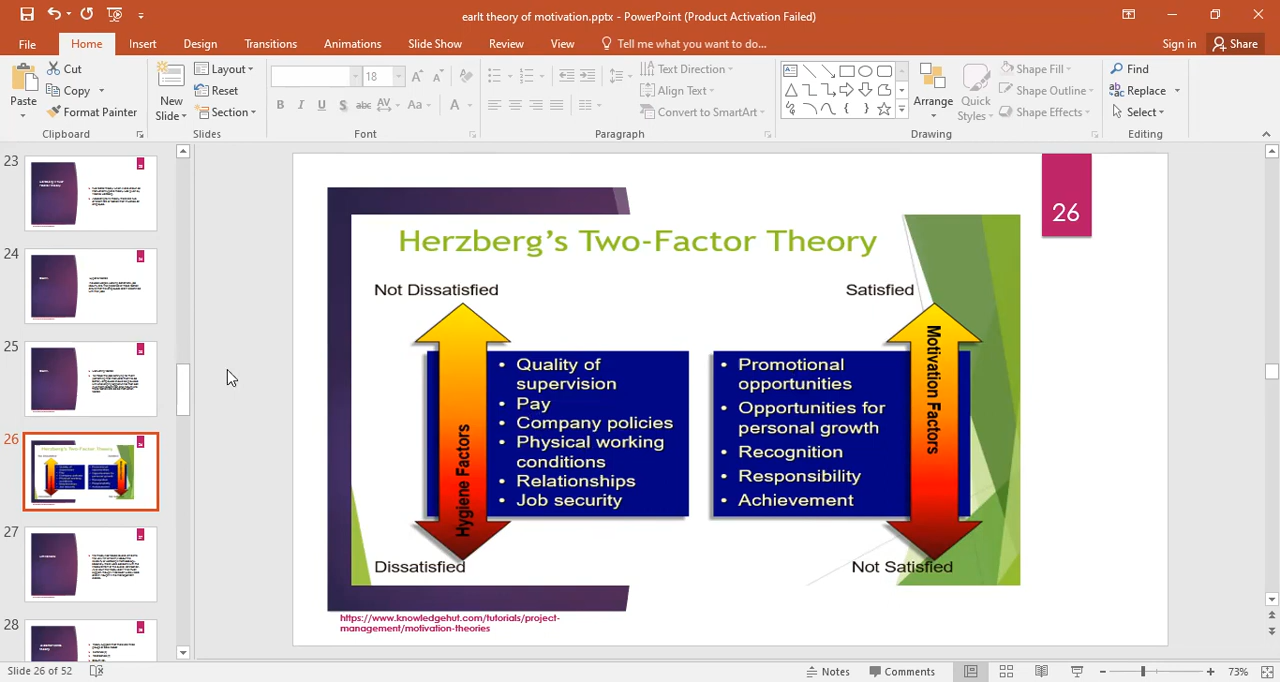 earlt theory of motivation.pptx - PowerPoint (Product Activation Failed)
File Home Insert Design Transitions Animations Slide Show Review View Tell me what you want to do... Sign in Share
Paste
Cut
Copy
Format Painter
Clipboard
New
Slide
Layout
Reset
Section
Slides
18
B I U S abc AV Aa A
Font
Text Direction
Align Text
Convert to SmartArt
Paragraph
Arrange
Quick
Styles
Shape Fill
Shape Outline
Shape Effects
Drawing
Find
Replace
Select
Editing
23
24
25
26
27
28
26
Herzberg's Two-Factor Theory
Not Dissatisfied
Satisfied
Hygiene Factors
• Quality of
supervision
• Pay
• Company policies
• Physical working
conditions
• Relationships
• Job security
• Promotional
opportunities
• Opportunities for
personal growth
• Recognition
• Responsibility
• Achievement
Motivation Factors
Dissatisfied
Not Satisfied
https://www.knowledgehut.com/tutorials/project-
management/motivation-theories
Slide 26 of 52 Notes Comments 73%